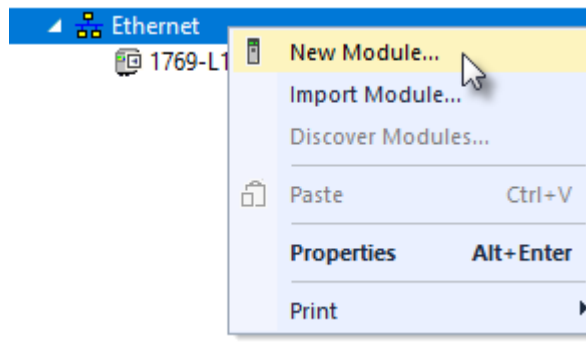 Ethernet
1769-L1
New Module...
Import Module...
Discover Modules...
Paste Ctrl+V
Properties Alt+Enter
Print